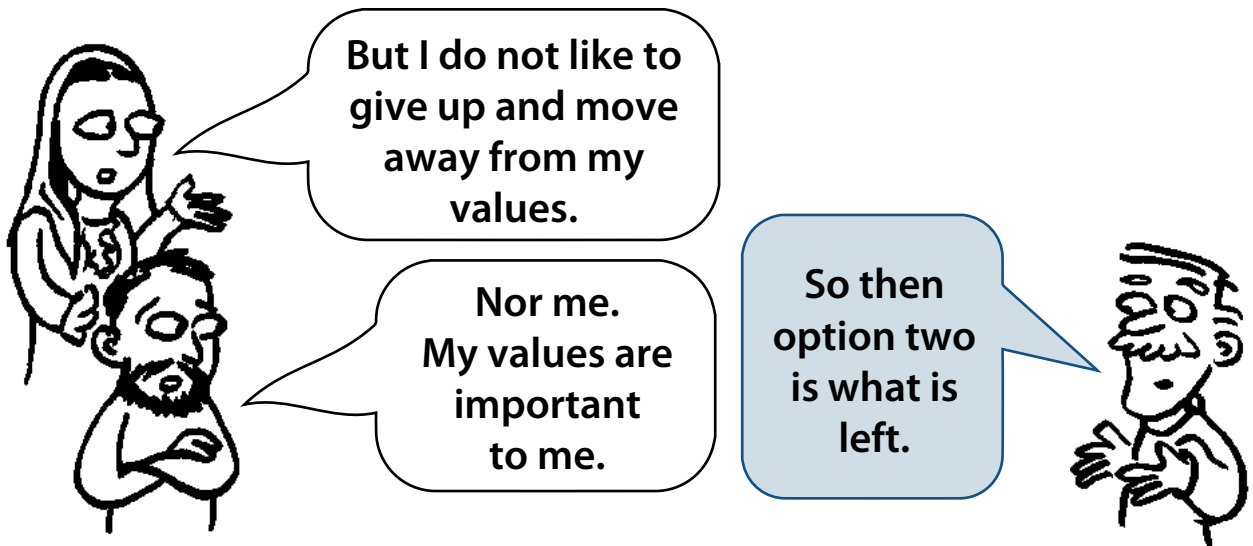 But I do not like to
give up and move
away from my
values.
Nor me.
My values are
important
to me.
So then
option two
is what is
left.